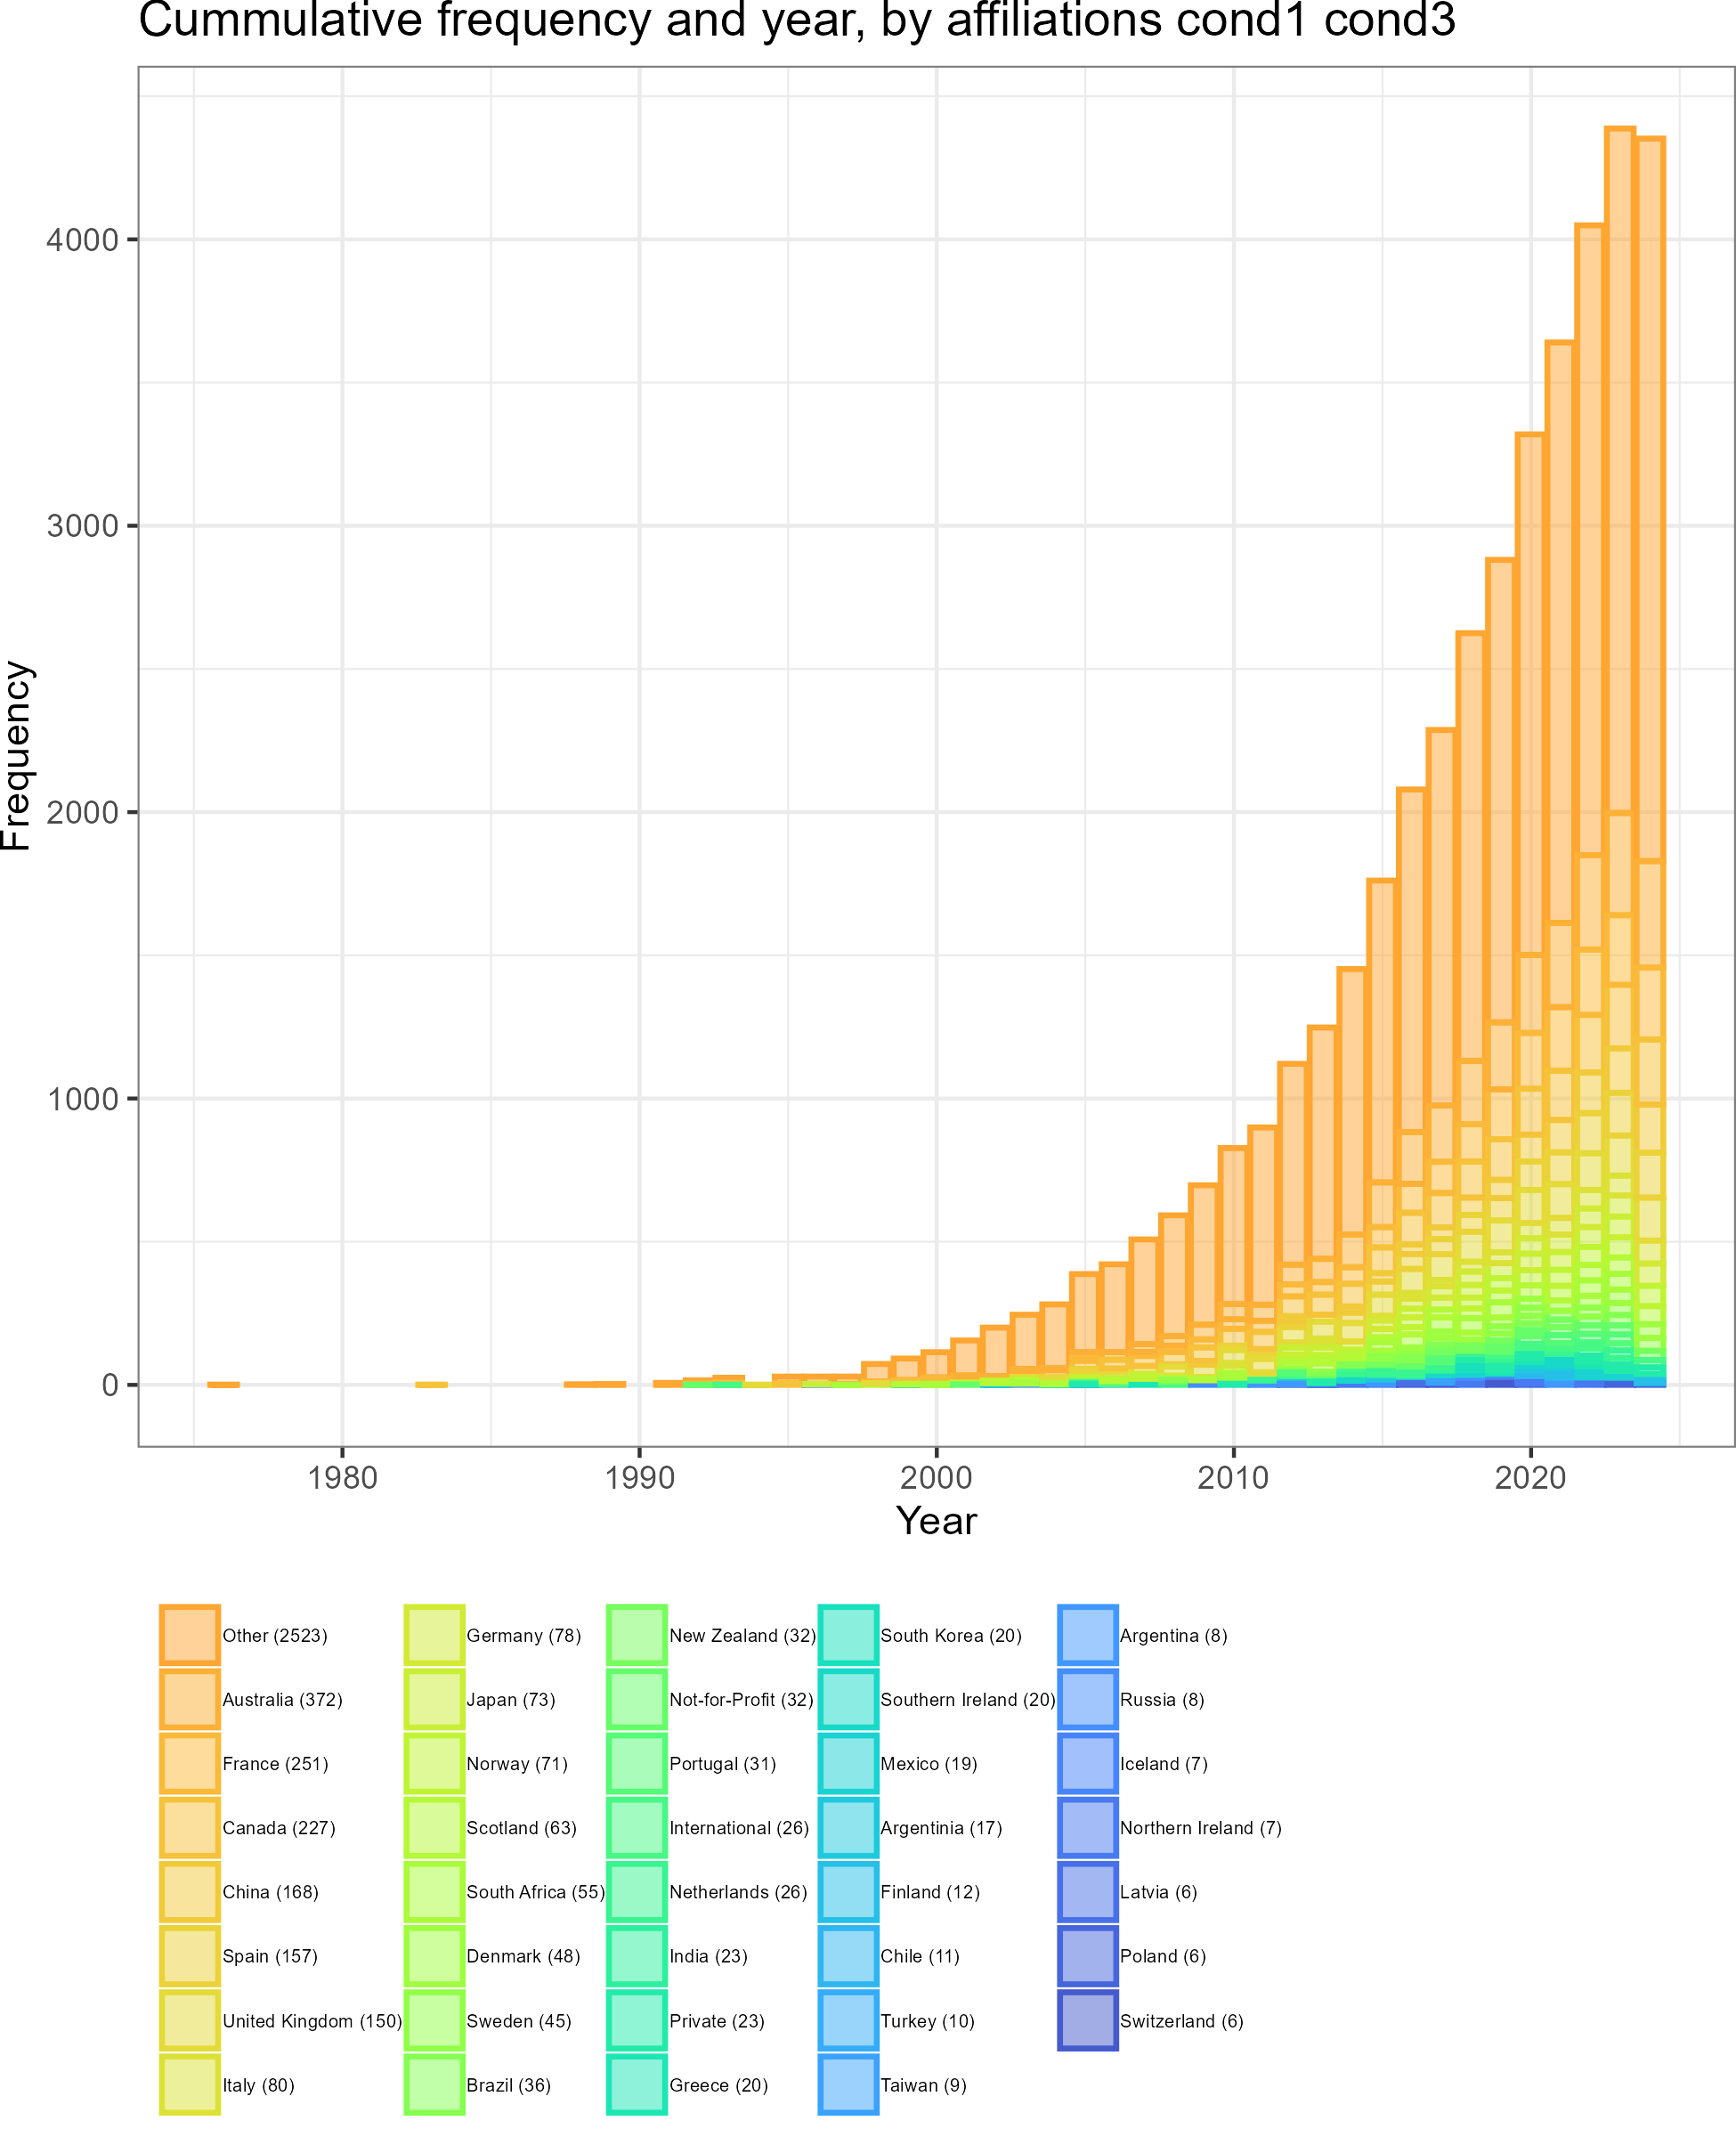 Cummulative frequency and year, by affiliations cond1 cond3
Frequency
4000
3000
2000
1000
0
1980 1990 2000 2010 2020
Year
Other (2523)
Australia (372)
France (251)
Canada (227)
China (168)
Spain (157)
United Kingdom (150)
Italy (80)
Germany (78)
Japan (73)
Norway (71)
Scotland (63)
South Africa (55)
Denmark (48)
Sweden (45)
Brazil (36)
New Zealand (32)
Not-for-Profit (32)
Portugal (31)
International (26)
Netherlands (26)
India (23)
Private (23)
Greece (20)
South Korea (20)
Southern Ireland (20)
Mexico (19)
Argentinia (17)
Finland (12)
Chile (11)
Turkey (10)
Taiwan (9)
Argentina (8)
Russia (8)
Iceland (7)
Northern Ireland (7)
Latvia (6)
Poland (6)
Switzerland (6)